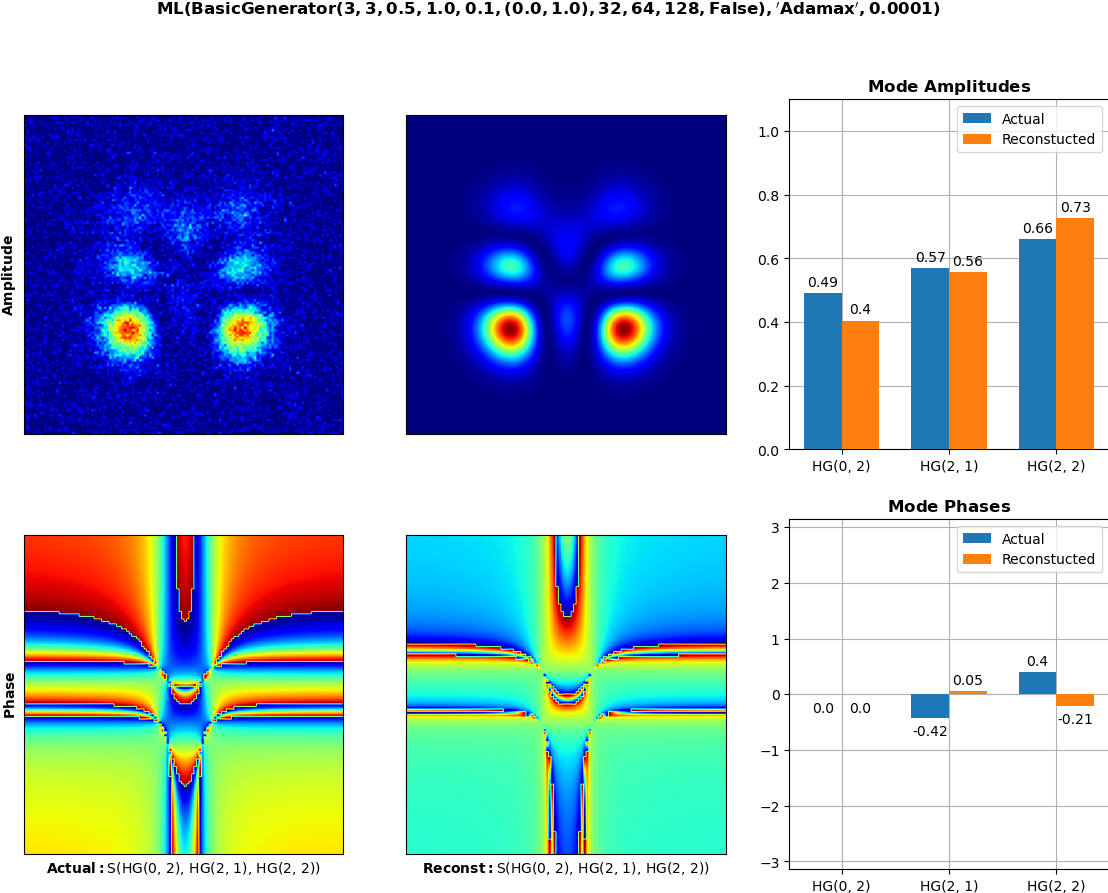 ML(BasicGenerator(3, 3, 0.5, 1.0, 0.1, (0.0, 1.0), 32, 64, 128, False), ′Adamax′, 0.0001)
Amplitude
Mode Amplitudes
Actual
Reconstucted
1.0
0.8
0.6
0.4
0.2
0.0
0.49
0.4
0.57
0.56
0.66
0.73
HG(0, 2)
HG(2, 1)
HG(2, 2)
Phase
Actual: S(HG(0, 2), HG(2, 1), HG(2, 2))
Reconst: S(HG(0, 2), HG(2, 1), HG(2, 2))
Mode Phases
Actual
Reconstucted
3
2
1
0
−1
−2
−3
0.0
0.0
-0.42
0.05
0.4
-0.21
HG(0, 2)
HG(2, 1)
HG(2, 2)